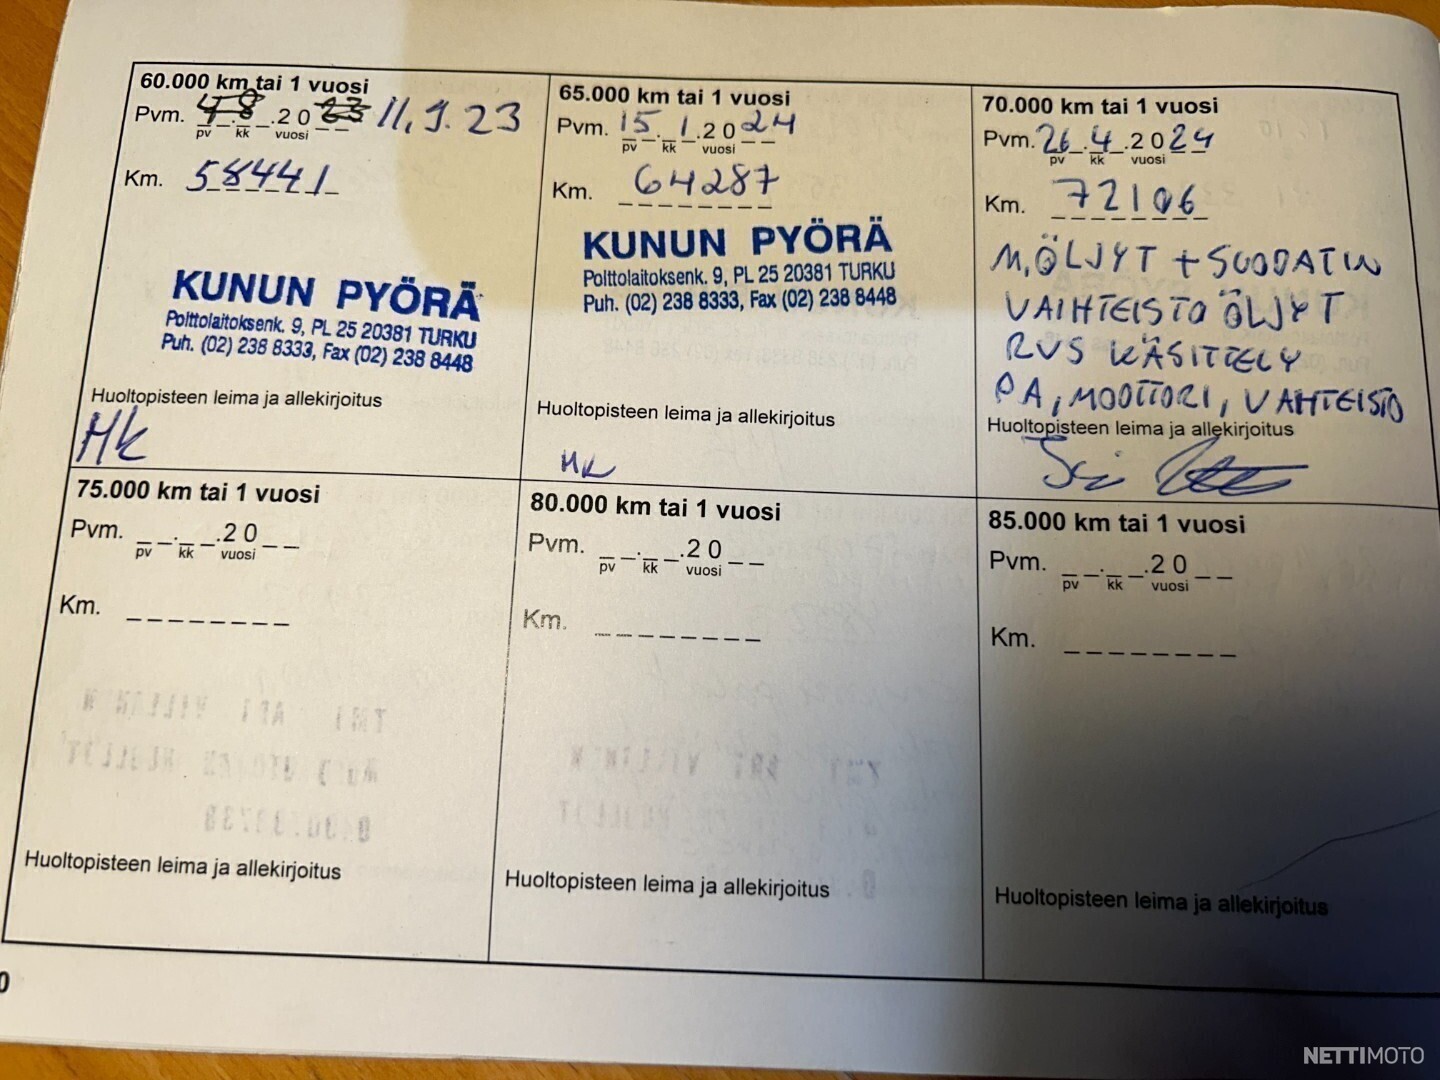 60.000 km tai 1 vuosi
Pvm. 48.2023 11.9.23
pv kk vuosi
Km. 58441
KUNUN PYÖRÄ
Polttolaitoksenk. 9, PL 25 20381 TURKU
Puh. (02) 238 8333, Fax (02) 238 8448
Huoltopisteen leima ja allekirjoitus
HK
65.000 km tai 1 vuosi
Pvm. 15.1.2024
pv kk vuosi
Km. 64287
KUNUN PYÖRÄ
Polttolaitoksenk. 9, PL 25 20381 TURKU
Puh. (02) 238 8333, Fax (02) 238 8448
Huoltopisteen leima ja allekirjoitus
HK
70.000 km tai 1 vuosi
Pvm. 26.4.2024
pv kk vuosi
Km. 72106
M.ÖLJYT + SUODATIN
VAIHTEISTO ÖLJYT
RUS KÄSITTELY
PA, MOOTTORI, VAHTEISTO
Huoltopisteen leima ja allekirjoitus
75.000 km tai 1 vuosi
Pvm. _ _._ _.20 _ _
pv kk vuosi
Km. _ _ _ _ _ _ _ _
Huoltopisteen leima ja allekirjoitus
80.000 km tai 1 vuosi
Pvm. _ _._ _.20 _ _
pv kk vuosi
Km. _ _ _ _ _ _ _ _
Huoltopisteen leima ja allekirjoitus
85.000 km tai 1 vuosi
Pvm. _ _._ _.20 _ _
pv kk vuosi
Km. _ _ _ _ _ _ _ _
Huoltopisteen leima ja allekirjoitus
0
NETTIMOTO